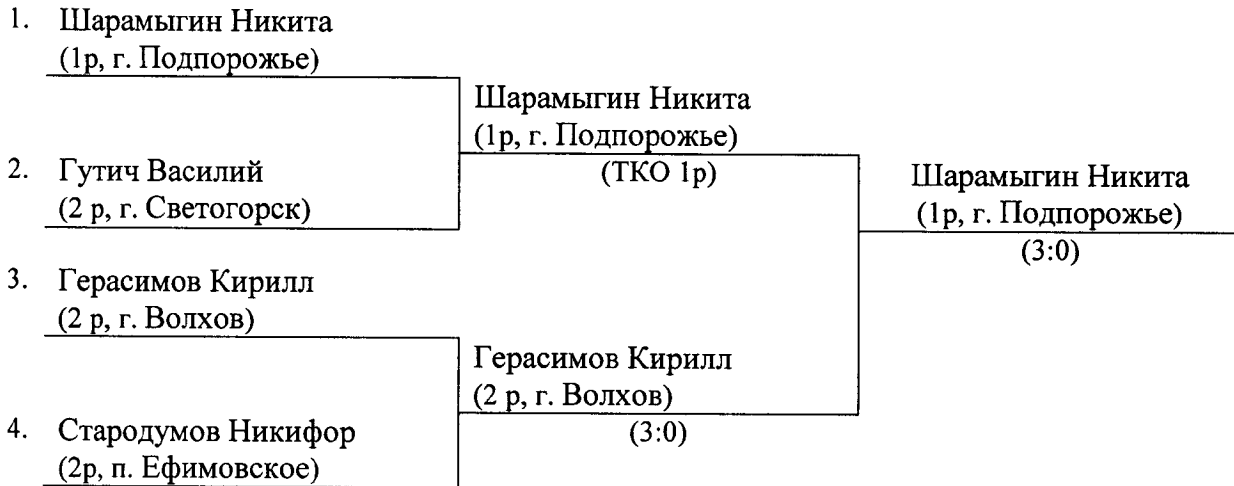 1. Шарамыгин Никита
(1р, г. Подпорожье)
Шарамыгин Никита
(1р, г. Подпорожье)
(ТКО 1р)
2. Гутич Василий
(2 р, г. Светогорск)
Шарамыгин Никита
(1р, г. Подпорожье)
(3:0)
3. Герасимов Кирилл
(2 р, г. Волхов)
Герасимов Кирилл
(2 р, г. Волхов)
(3:0)
4. Стародумов Никифор
(2р, п. Ефимовское)